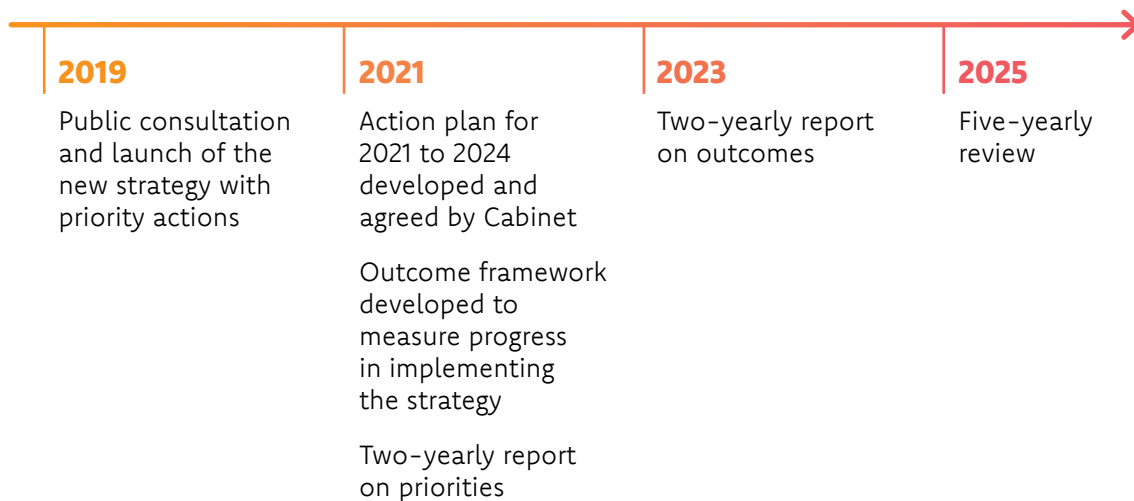 2019
Public consultation
and launch of the
new strategy with
priority actions
2021
Action plan for
2021 to 2024
developed and
agreed by Cabinet
Outcome framework
developed to
measure progress
in implementing
the strategy
Two-yearly report
on priorities
2023
Two-yearly report
on outcomes
2025
Five-yearly
review